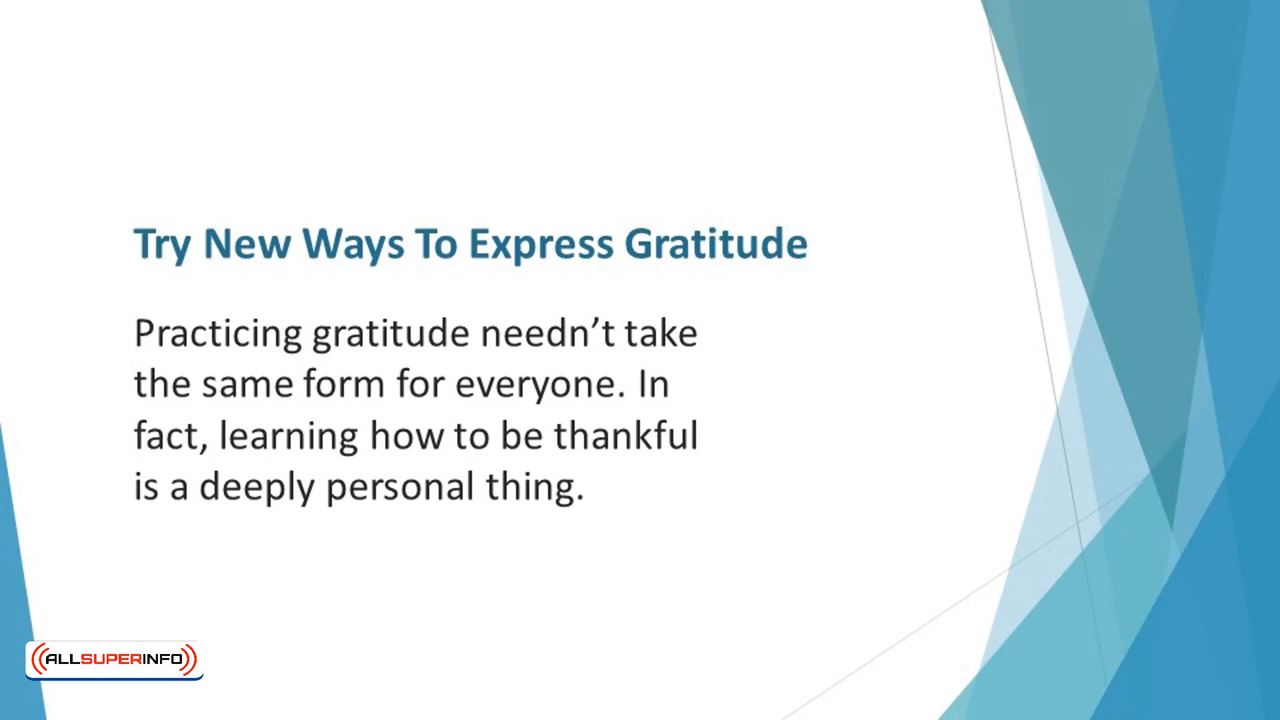 Try New Ways To Express Gratitude
Practicing gratitude needn’t take
the same form for everyone. In
fact, learning how to be thankful
is a deeply personal thing.
ALLSUPERINFO